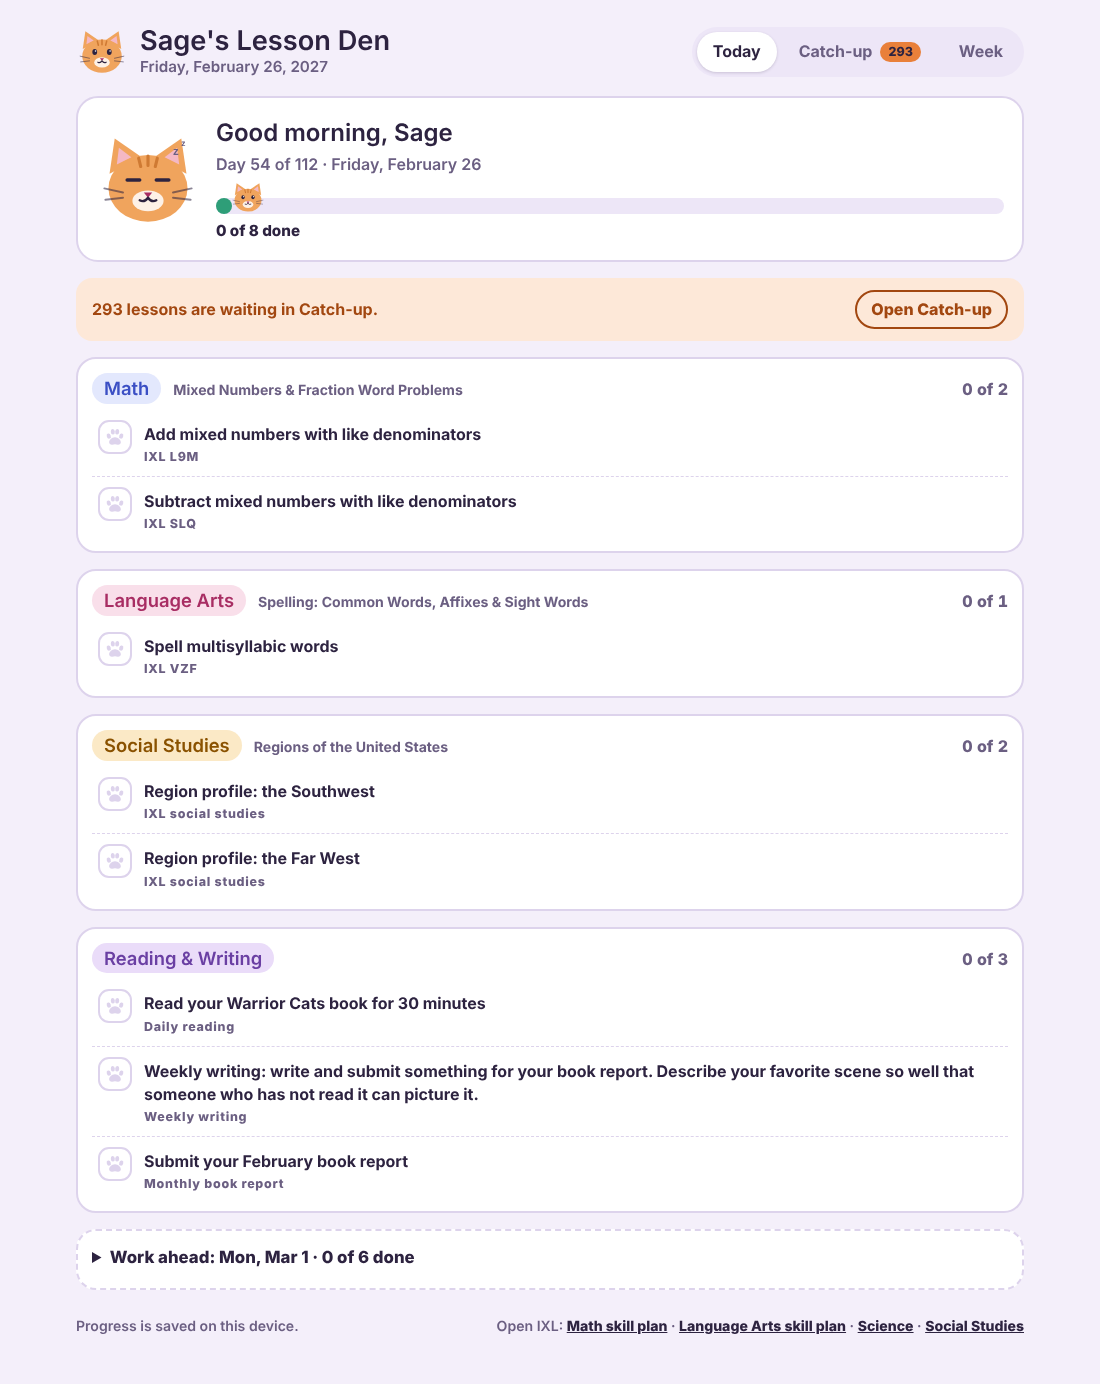 Sage's Lesson Den
Friday, February 26, 2027
Today
Catch-up 293
Week
z
z
Good morning, Sage
Day 54 of 112 · Friday, February 26
0 of 8 done
293 lessons are waiting in Catch-up.
Open Catch-up
Math Mixed Numbers & Fraction Word Problems 0 of 2
Add mixed numbers with like denominators
IXL L9M
Subtract mixed numbers with like denominators
IXL SLQ
Language Arts Spelling: Common Words, Affixes & Sight Words 0 of 1
Spell multisyllabic words
IXL VZF
Social Studies Regions of the United States 0 of 2
Region profile: the Southwest
IXL social studies
Region profile: the Far West
IXL social studies
Reading & Writing 0 of 3
Read your Warrior Cats book for 30 minutes
Daily reading
Weekly writing: write and submit something for your book report. Describe your favorite scene so well that
someone who has not read it can picture it.
Weekly writing
Submit your February book report
Monthly book report
Work ahead: Mon, Mar 1 · 0 of 6 done
Progress is saved on this device.
Open IXL: Math skill plan · Language Arts skill plan · Science · Social Studies